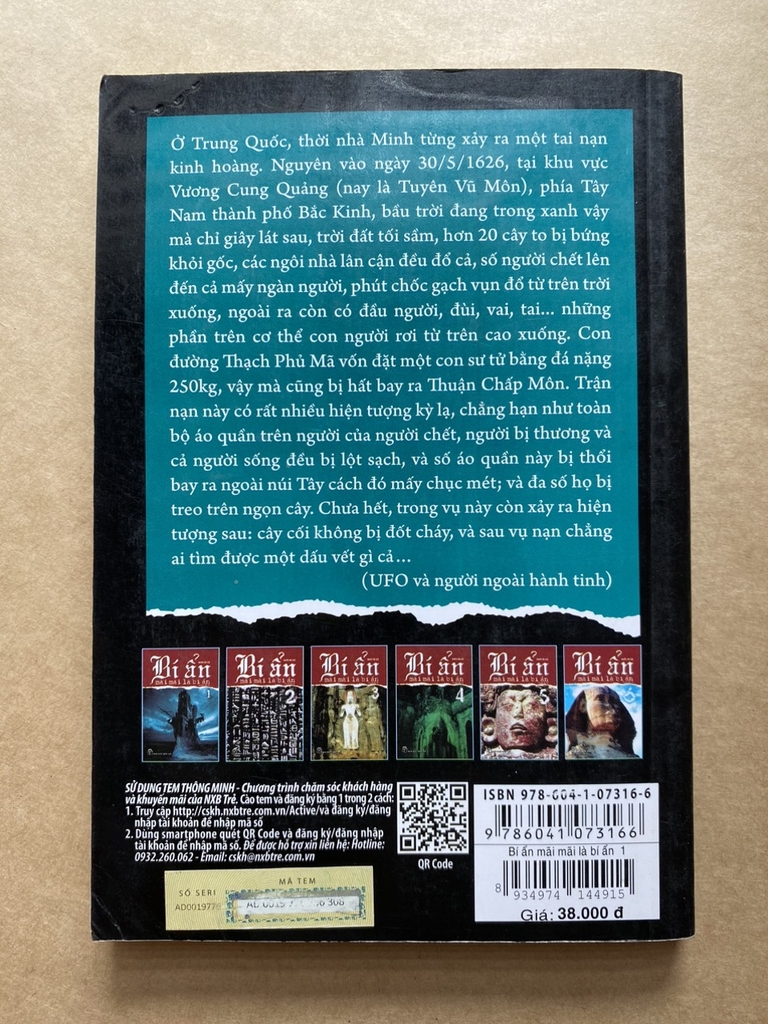 Ở Trung Quốc, thời nhà Minh từng xảy ra một tai nạn
kinh hoàng. Nguyên vào ngày 30/5/1626, tại khu vực
Vương Cung Quảng (nay là Tuyên Vũ Môn), phía Tây
Nam thành phố Bắc Kinh, bầu trời đang trong xanh vậy
mà chỉ giây lát sau, trời đất tối sầm, hơn 20 cây to bị bứng
khỏi gốc, các ngôi nhà lân cận đều đổ cả, số người chết lên
đến cả mấy ngàn người, phút chốc gạch vụn đổ từ trên trời
xuống, ngoài ra còn có đầu người, đùi, vai, tai... những
phần trên cơ thể con người rơi từ trên cao xuống. Con
đường Thạch Phủ Mã vốn đặt một con sư tử bằng đá nặng
250kg, vậy mà cũng bị hất bay ra Thuận Chấp Môn. Trận
nạn này có rất nhiều hiện tượng kỳ lạ, chẳng hạn như toàn
bộ áo quần trên người của người chết, người bị thương và
cả người sống đều bị lột sạch, và số áo quần này bị thổi
bay ra ngoài núi Tây cách đó mấy chục mét; và đa số họ bị
treo trên ngọn cây. Chưa hết, trong vụ này còn xảy ra hiện
tượng sau: cây cối không bị đốt cháy, và sau vụ nạn chẳng
ai tìm được một dấu vết gì cả...
(UFO và người ngoài hành tinh)
Bí ẩn
mãi mãi là bí ẩn
1
Bí ẩn
mãi mãi là bí ẩn
2
Bí ẩn
mãi mãi là bí ẩn
3
Bí ẩn
mãi mãi là bí ẩn
4
Bí ẩn
mãi mãi là bí ẩn
5
Bí ẩn
mãi mãi là bí ẩn
6
SỬ DỤNG TEM THÔNG MINH - Chương trình chăm sóc khách hàng
và khuyến mãi của NXB Trẻ. Cào tem và đăng ký bằng 1 trong 2 cách:
1. Truy cập http://cskh.nxbtre.com.vn/Active/và đăng ký/đăng
nhập tài khoản để nhập mã số
2. Dùng smartphone quét QR Code và đăng ký/đăng nhập
tài khoản để nhập mã số. Để được hỗ trợ xin liên hệ: Hotline:
0932.260.062 - Email: cskh@nxbtre.com.vn
QR Code
MÃ TEM
SỐ SERI
ISBN 978-604-1-07316-6
9 786041 073166
Bí ẩn mãi mãi là bí ẩn 1
8 934974 144915
Giá: 38.000 đ